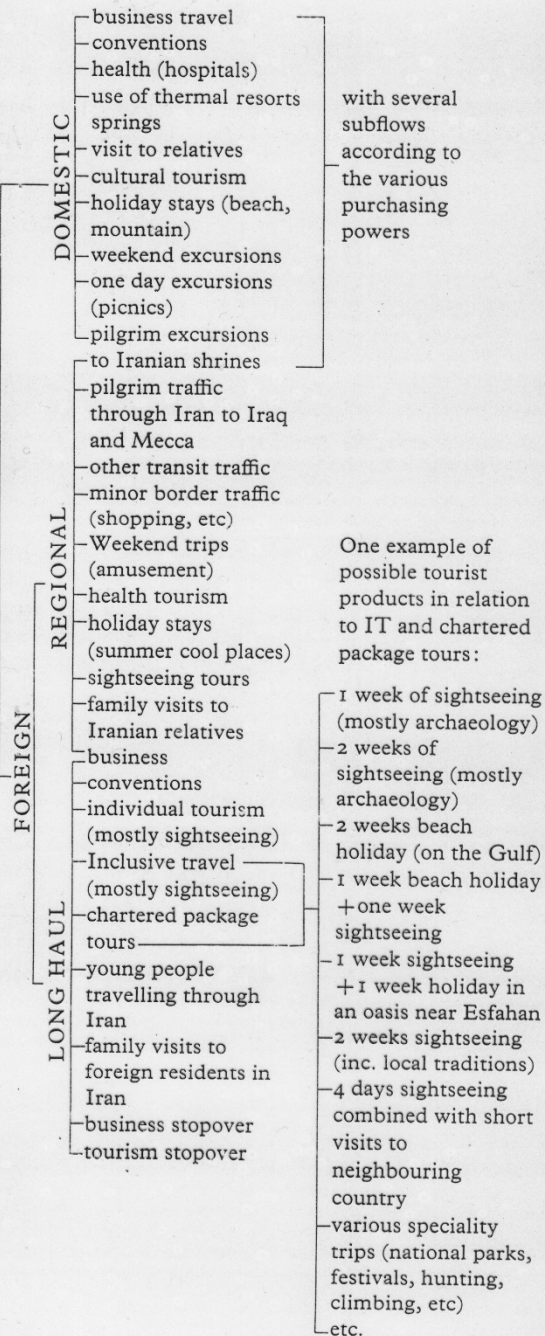 DOMESTIC
business travel
conventions
health (hospitals)
use of thermal resorts
springs
visit to relatives
cultural tourism
holiday stays (beach,
mountain)
weekend excursions
one day excursions
(picnics)
pilgrim excursions
with several
subflows
according to
the various
purchasing
powers
FOREIGN
REGIONAL
to Iranian shrines
pilgrim traffic
through Iran to Iraq
and Mecca
other transit traffic
minor border traffic
(shopping, etc)
Weekend trips
(amusement)
health tourism
holiday stays
(summer cool places)
sightseeing tours
family visits to
Iranian relatives
LONG HAUL
business
conventions
individual tourism
(mostly sightseeing)
Inclusive travel
(mostly sightseeing)
chartered package
tours
young people
travelling through
Iran
family visits to
foreign residents in
Iran
business stopover
tourism stopover
One example of
possible tourist
products in relation
to IT and chartered
package tours:
1 week of sightseeing
(mostly archaeology)
2 weeks of
sightseeing (mostly
archaeology)
2 weeks beach
holiday (on the Gulf)
1 week beach holiday
+one week
sightseeing
1 week sightseeing
+1 week holiday in
an oasis near Esfahan
2 weeks sightseeing
(inc. local traditions)
4 days sightseeing
combined with short
visits to
neighbouring
country
various speciality
trips (national parks,
festivals, hunting,
climbing, etc)
etc.